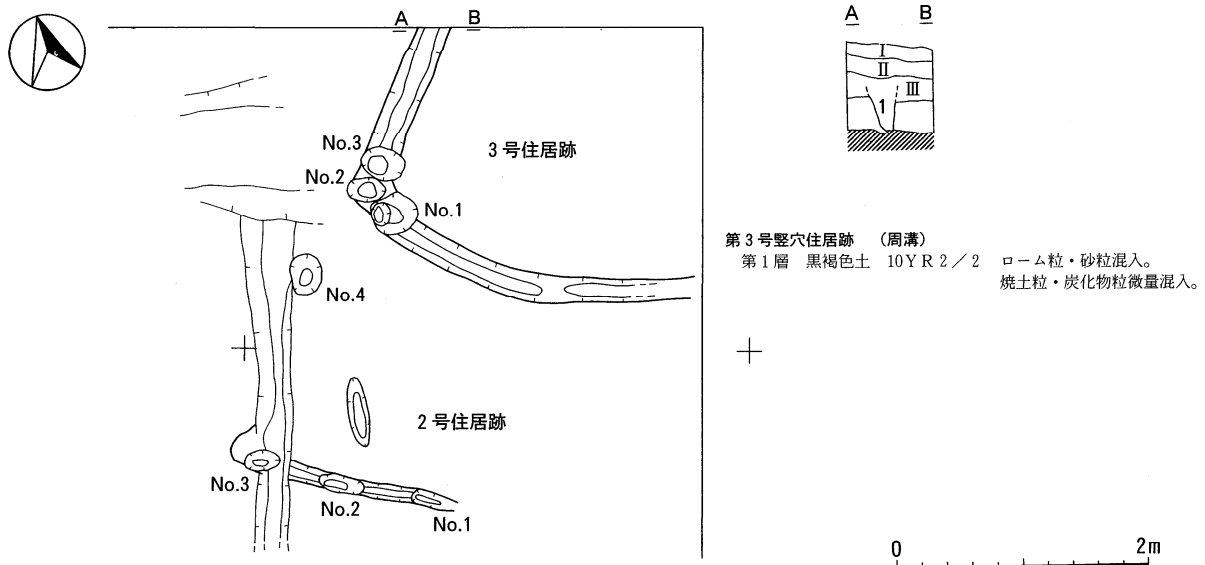 A B
No.3
3号住居跡
No.2
No.1
No.4
2号住居跡
No.3
No.2
No.1
A B
I
II
III
1
第3号竪穴住居跡 (周溝)
第1層 黒褐色土 10YR2/2 ローム粒・砂粒混入。
焼土粒・炭化物粒微量混入。
0 2m